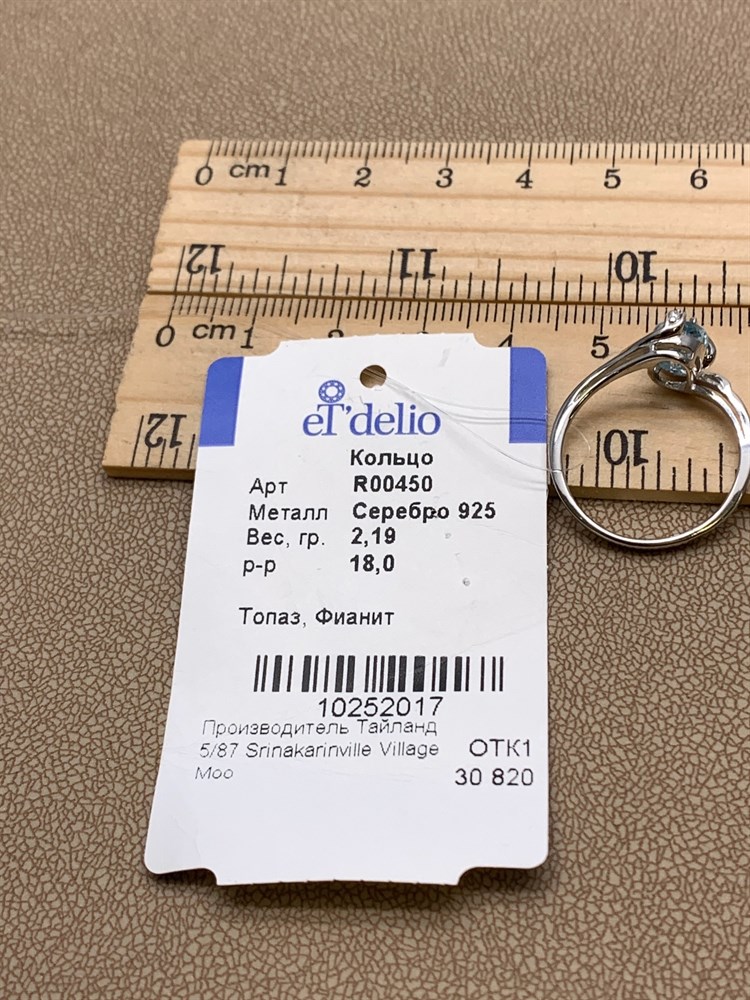 0 cm 1 2 3 4 5 6
12 11 10
0 cm 1 5
12 10
eT'delio
Кольцо
Арт R00450
Металл Серебро 925
Вес, гр. 2,19
р-р 18,0
Топаз, Фианит
10252017
Производитель Тайланд
5/87 Srinakarinville Village ОТК1
Moo 30 820